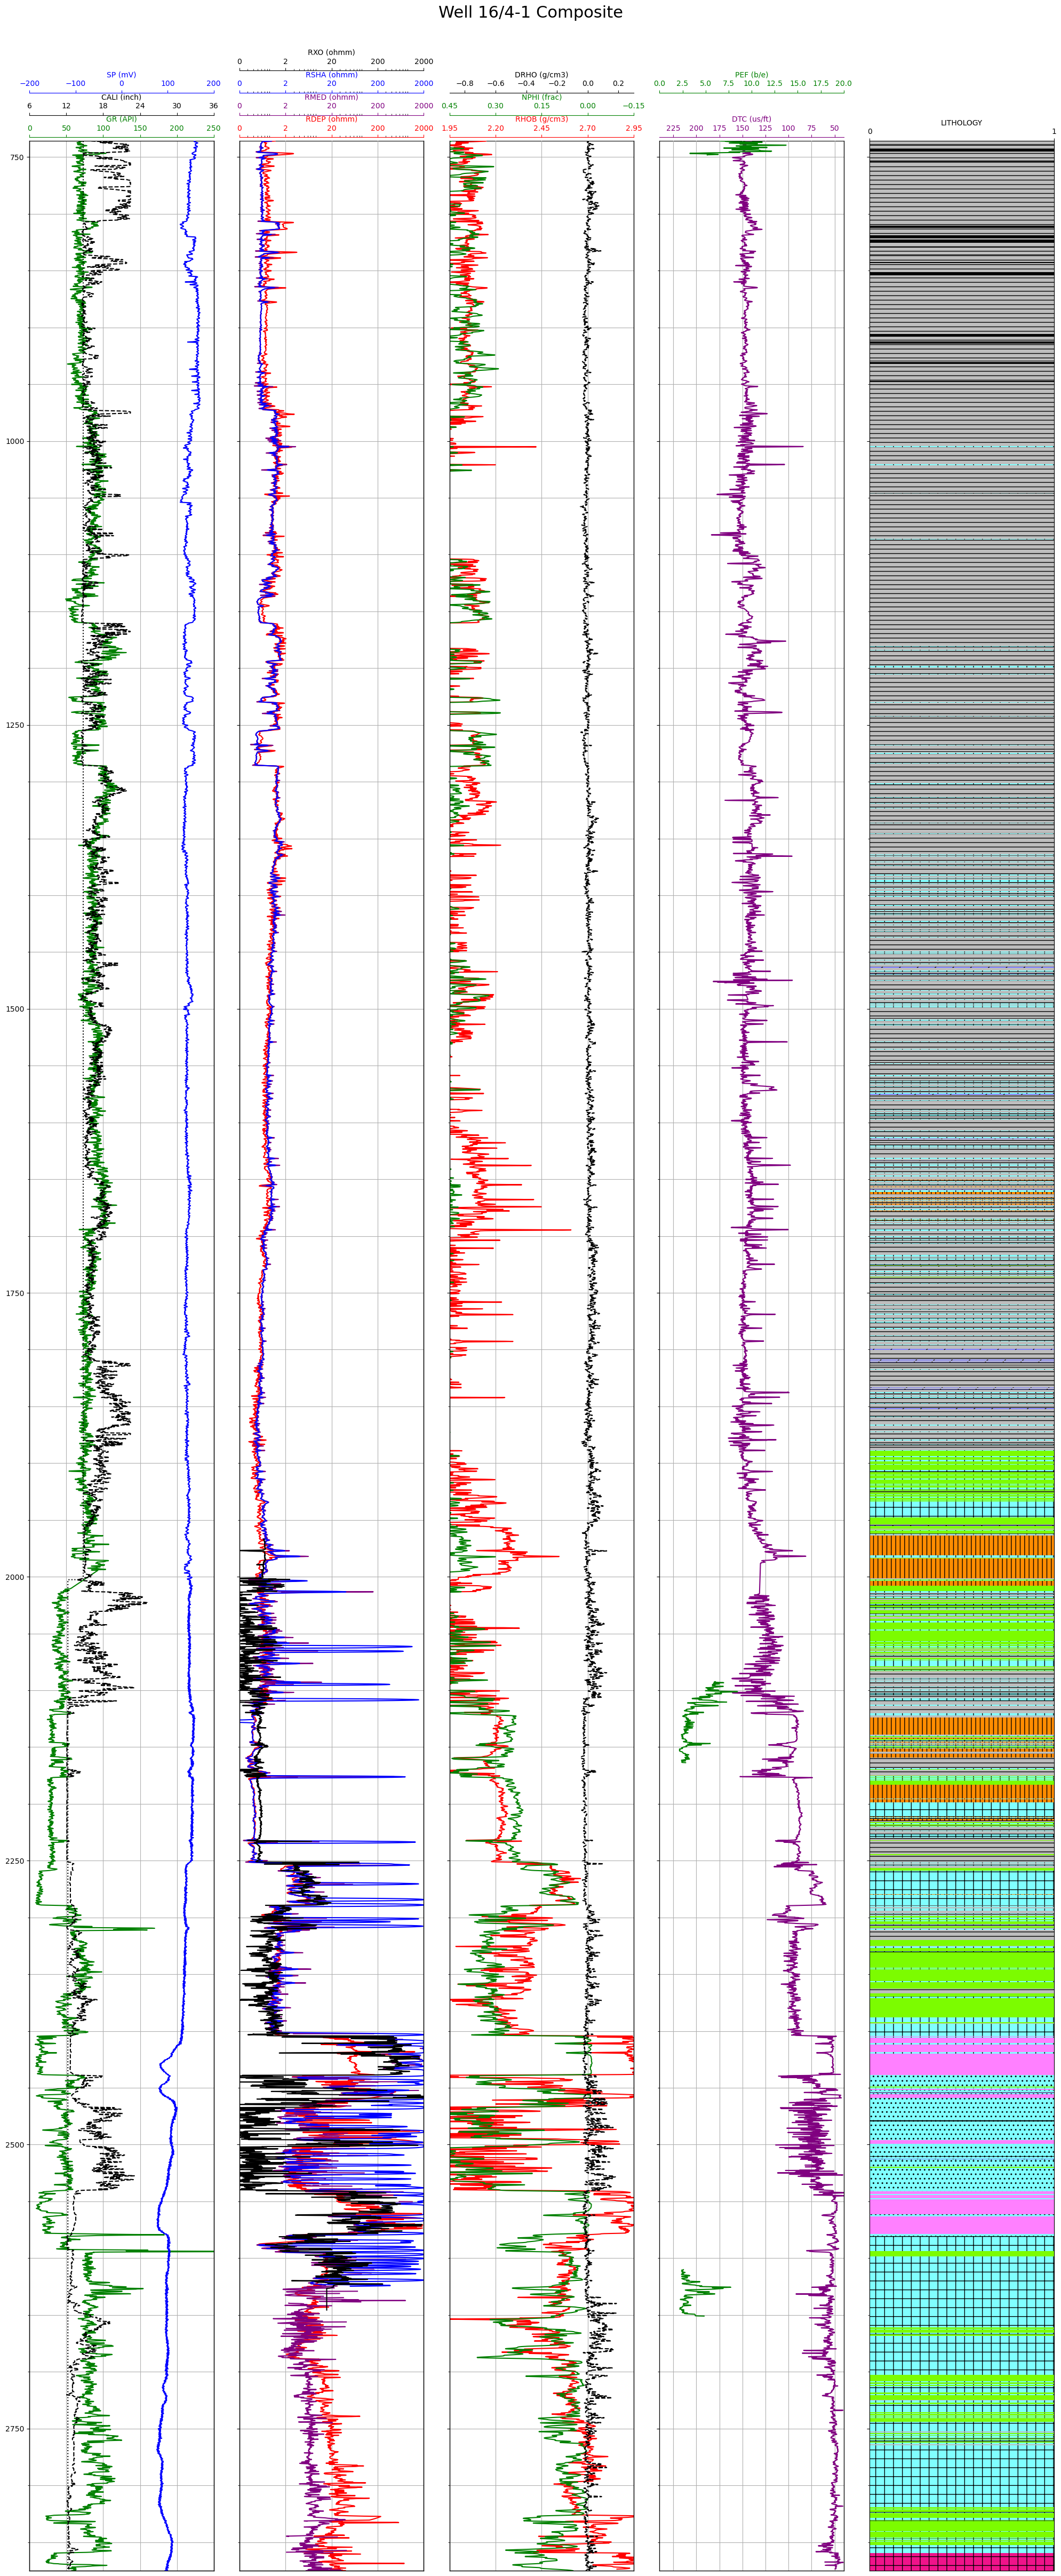 Well 16/4-1 Composite
RXO (ohmm)
0 2 20 200 2000
SP (mV) RSHA (ohmm) DRHO (g/cm3) PEF (b/e)
−200 −100 0 100 200 0 2 20 200 2000 −0.8 −0.6 −0.4 −0.2 0.0 0.2 0.0 2.5 5.0 7.5 10.0 12.5 15.0 17.5 20.0
CALI (inch) RMED (ohmm) NPHI (frac)
6 12 18 24 30 36 0 2 20 200 2000 0.45 0.30 0.15 0.00 −0.15
GR (API) RDEP (ohmm) RHOB (g/cm3) DTC (us/ft) LITHOLOGY
0 50 100 150 200 250 0 2 20 200 2000 1.95 2.20 2.45 2.70 2.95 225 200 175 150 125 100 75 50 0 1
750
1000
1250
1500
1750
2000
2250
2500
2750